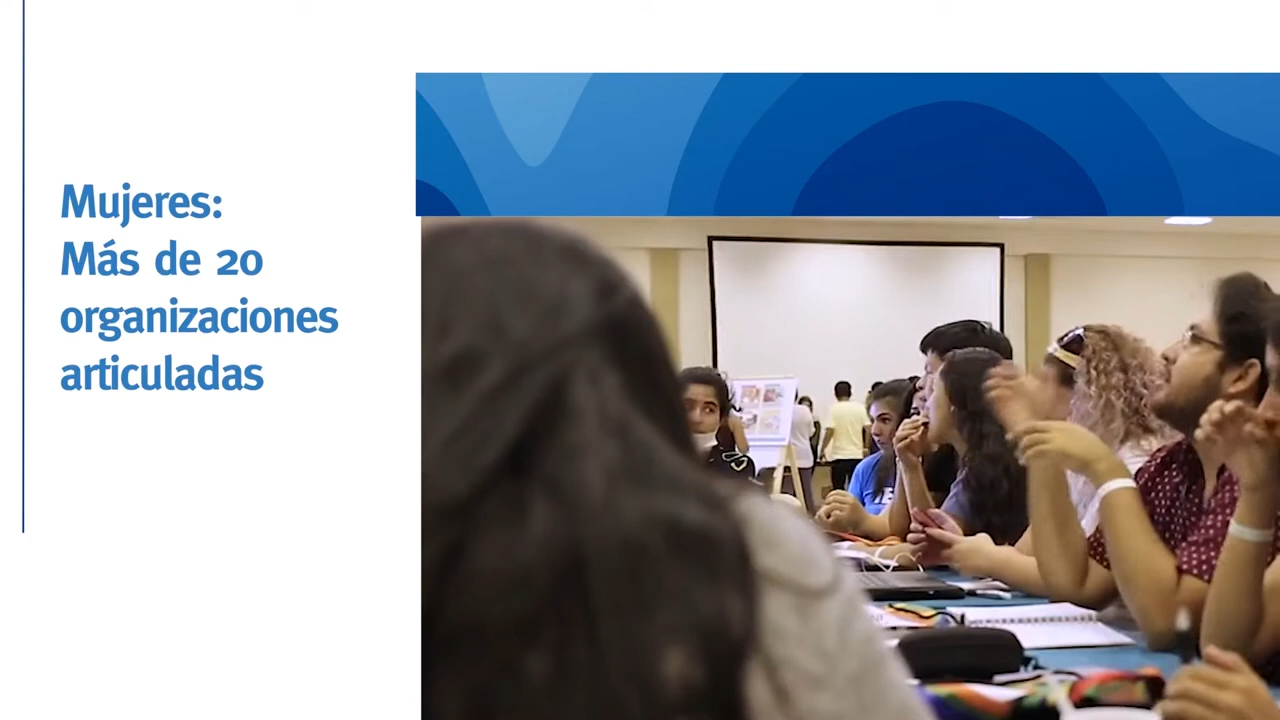 Mujeres:
Más de 20
organizaciones
articuladas